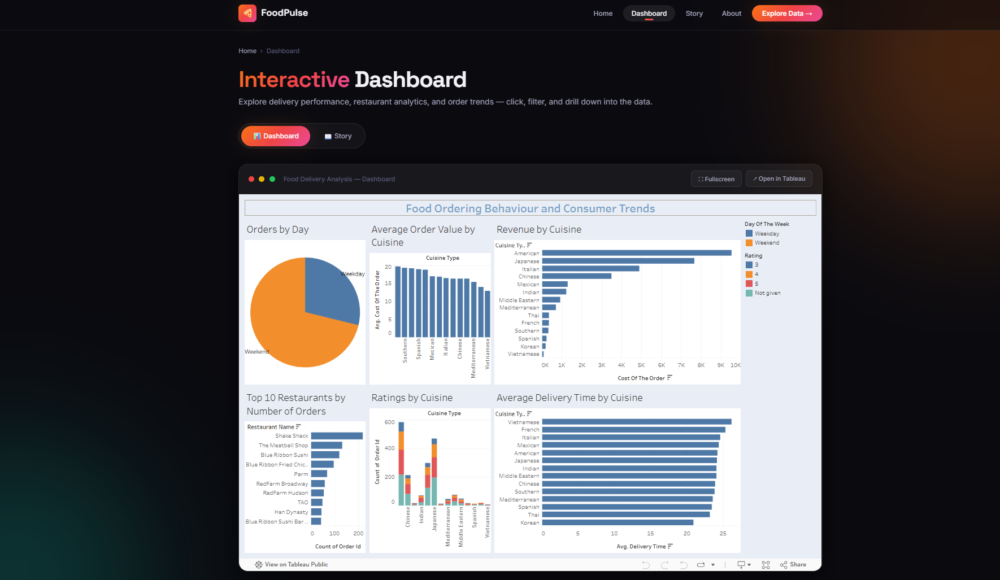 FoodPulse
Home
Dashboard
Story
About
Explore Data →
Home › Dashboard
Interactive Dashboard
Explore delivery performance, restaurant analytics, and order trends — click, filter, and drill down into the data.
Dashboard
Story
Food Delivery Analysis — Dashboard
Fullscreen
↗ Open in Tableau
Food Ordering Behaviour and Consumer Trends
Orders by Day
Weekday
Weekend
Average Order Value by
Cuisine
Cuisine Type
Avg. Cost Of The Order
20
15
10
5
0
Southern
Spanish
Mexican
Italian
Chinese
Mediterranean
Vietnamese
Revenue by Cuisine
Cuisine Ty..
American
Japanese
Italian
Chinese
Mexican
Indian
Middle Eastern
Mediterranean
Thai
French
Southern
Spanish
Korean
Vietnamese
0K 1K 2K 3K 4K 5K 6K 7K 8K 9K 10K
Cost Of The Order
Day Of The Week
Weekday
Weekend
Rating
3
4
5
Not given
Top 10 Restaurants by
Number of Orders
Restaurant Name
Shake Shack
The Meatball Shop
Blue Ribbon Sushi
Blue Ribbon Fried Chic..
Parm
RedFarm Broadway
RedFarm Hudson
TAO
Han Dynasty
Blue Ribbon Sushi Bar ..
0 100 200
Count of Order Id
Ratings by Cuisine
Cuisine Type
Count of Order Id
600
400
200
0
Chinese
Indian
Japanese
Mediterranean
Middle Eastern
Spanish
Vietnamese
Average Delivery Time by Cuisine
Cuisine Ty..
Vietnamese
French
Italian
Mexican
American
Japanese
Indian
Middle Eastern
Chinese
Southern
Mediterranean
Spanish
Thai
Korean
0 5 10 15 20 25
Avg. Delivery Time
View on Tableau Public
Share